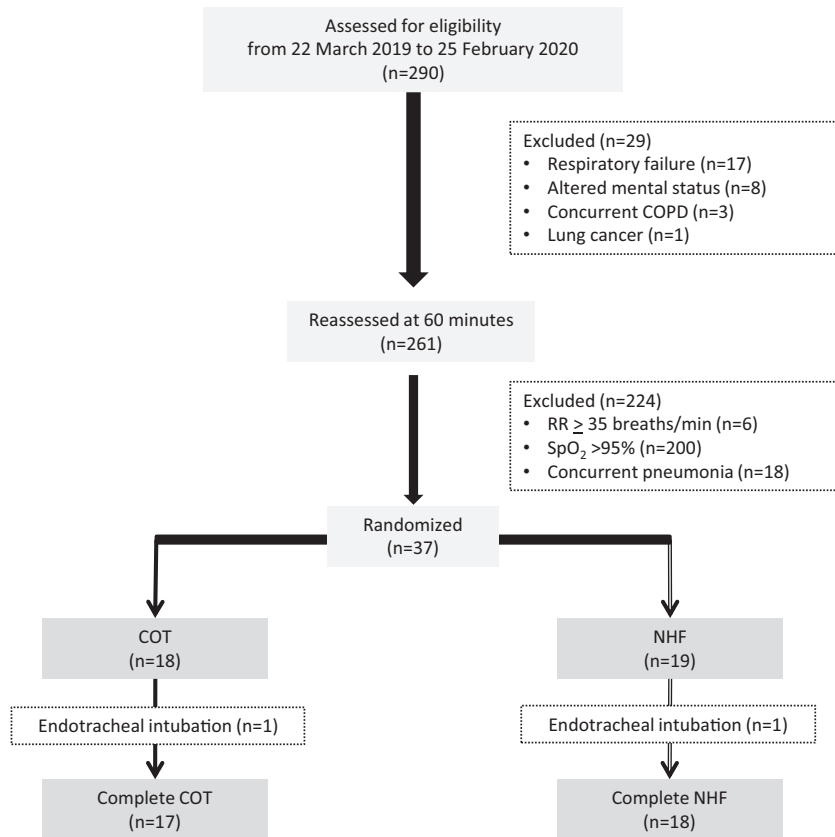 Assessed for eligibility
from 22 March 2019 to 25 February 2020
(n=290)
Excluded (n=29)
• Respiratory failure (n=17)
• Altered mental status (n=8)
• Concurrent COPD (n=3)
• Lung cancer (n=1)
Reassessed at 60 minutes
(n=261)
Excluded (n=224)
• RR ≥ 35 breaths/min (n=6)
• SpO₂ >95% (n=200)
• Concurrent pneumonia (n=18)
Randomized
(n=37)
COT
(n=18)
NHF
(n=19)
Endotracheal intubation (n=1)
Endotracheal intubation (n=1)
Complete COT
(n=17)
Complete NHF
(n=18)